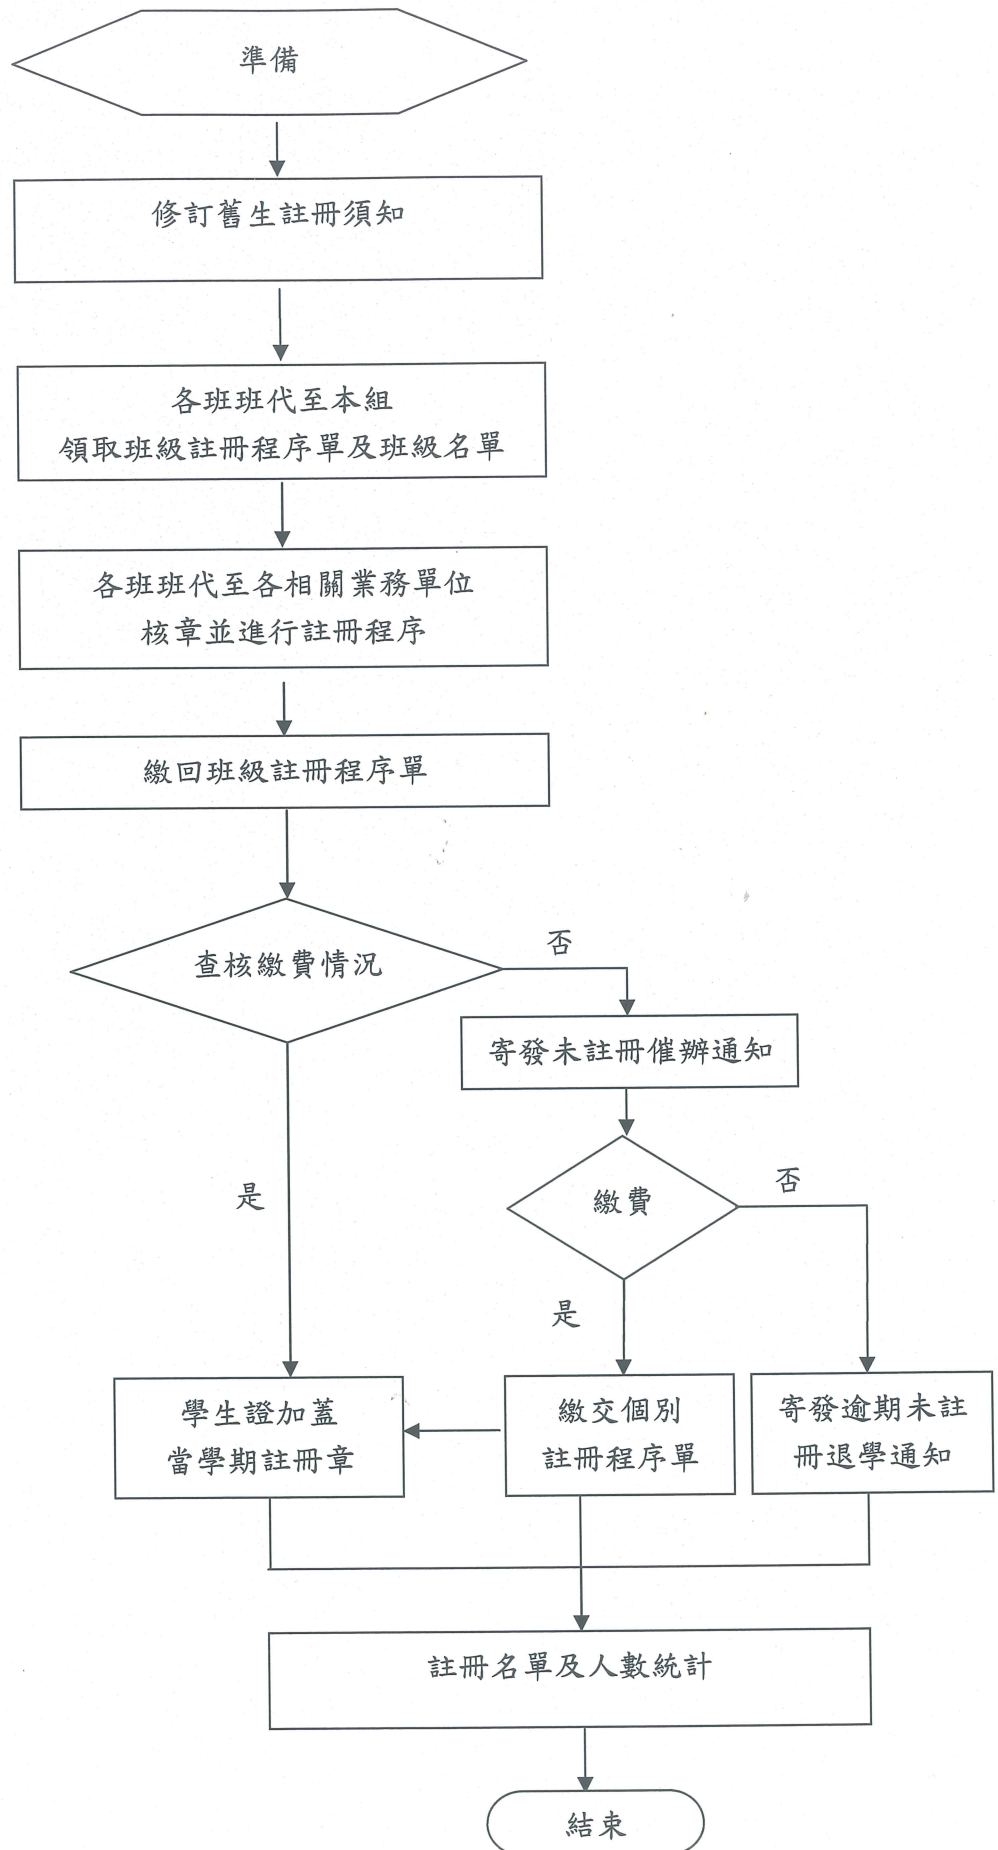 準備
修訂舊生註冊須知
各班班代至本組
領取班級註冊程序單及班級名單
各班班代至各相關業務單位
核章並進行註冊程序
繳回班級註冊程序單
查核繳費情況
否
寄發未註冊催辦通知
是
繳費
否
是
學生證加蓋
當學期註冊章
繳交個別
註冊程序單
寄發逾期未註
冊退學通知
註冊名單及人數統計
結束